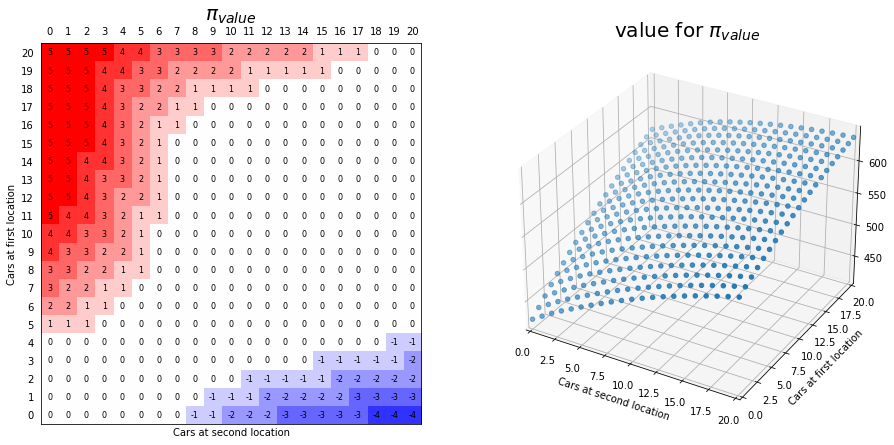 π_value
0 1 2 3 4 5 6 7 8 9 10 11 12 13 14 15 16 17 18 19 20
20 5 5 5 5 4 4 3 3 3 3 2 2 2 2 2 1 1 1 0 0 0
19 5 5 5 4 4 3 3 2 2 2 2 1 1 1 1 1 0 0 0 0 0
18 5 5 5 4 3 3 2 2 1 1 1 1 0 0 0 0 0 0 0 0 0
17 5 5 5 4 3 2 2 1 1 0 0 0 0 0 0 0 0 0 0 0 0
16 5 5 5 4 3 2 1 1 0 0 0 0 0 0 0 0 0 0 0 0 0
15 5 5 5 4 3 2 1 0 0 0 0 0 0 0 0 0 0 0 0 0 0
14 5 5 4 4 3 2 1 0 0 0 0 0 0 0 0 0 0 0 0 0 0
13 5 5 4 3 3 2 1 0 0 0 0 0 0 0 0 0 0 0 0 0 0
12 5 5 4 3 2 2 1 0 0 0 0 0 0 0 0 0 0 0 0 0 0
11 5 4 4 3 2 1 1 0 0 0 0 0 0 0 0 0 0 0 0 0 0
10 4 4 3 3 2 1 0 0 0 0 0 0 0 0 0 0 0 0 0 0 0
9 4 3 3 2 2 1 0 0 0 0 0 0 0 0 0 0 0 0 0 0 0
8 3 3 2 2 1 1 0 0 0 0 0 0 0 0 0 0 0 0 0 0 0
7 3 2 2 1 1 0 0 0 0 0 0 0 0 0 0 0 0 0 0 0 0
6 2 2 1 1 0 0 0 0 0 0 0 0 0 0 0 0 0 0 0 0 0
5 1 1 1 0 0 0 0 0 0 0 0 0 0 0 0 0 0 0 0 0 0
4 0 0 0 0 0 0 0 0 0 0 0 0 0 0 0 0 0 0 0 -1 -1
3 0 0 0 0 0 0 0 0 0 0 0 0 0 0 0 -1 -1 -1 -1 -1 -2
2 0 0 0 0 0 0 0 0 0 0 0 -1 -1 -1 -1 -1 -2 -2 -2 -2 -2
1 0 0 0 0 0 0 0 0 0 -1 -1 -1 -2 -2 -2 -2 -2 -3 -3 -3 -3
0 0 0 0 0 0 0 0 0 -1 -1 -2 -2 -2 -3 -3 -3 -3 -3 -4 -4 -4
Cars at first location
Cars at second location
value for π_value
600
550
500
450
0.0 2.5 5.0 7.5 10.0 12.5 15.0 17.5 20.0
Cars at second location
0.0 2.5 5.0 7.5 10.0 12.5 15.0 17.5 20.0
Cars at first location